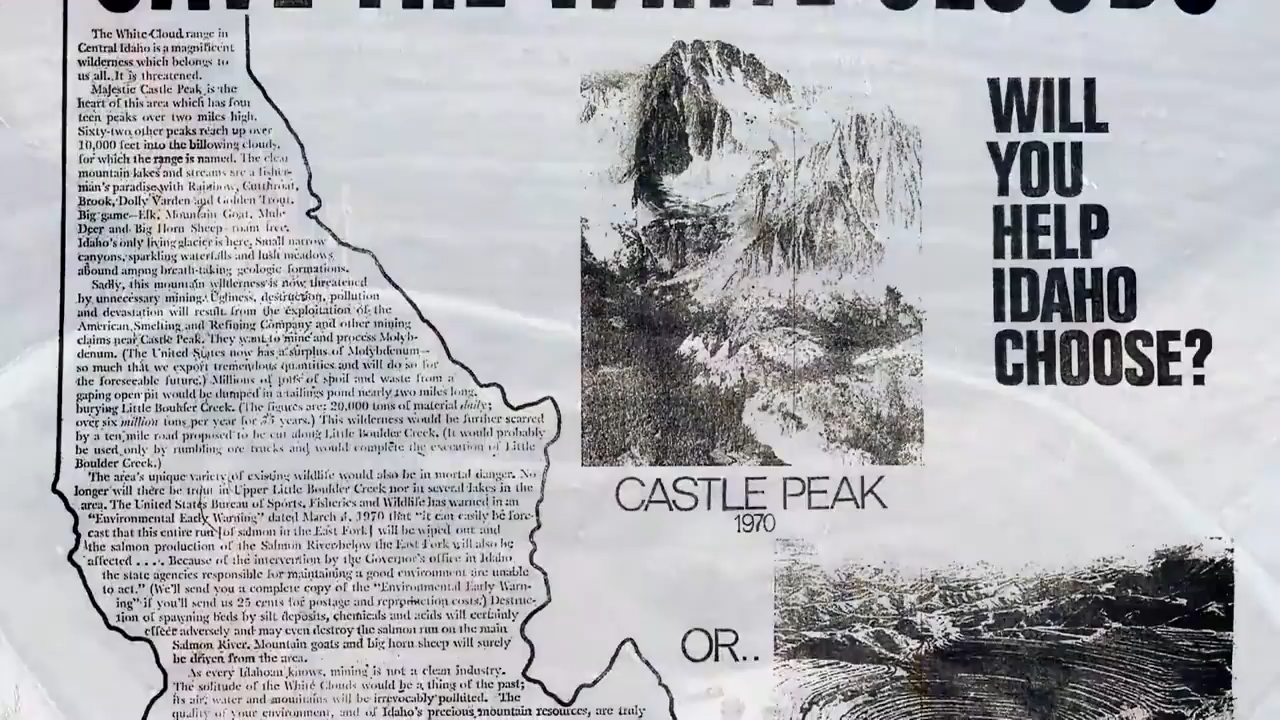 SAVE THE WHITE CLOUDS
The White Cloud range in
Central Idaho is a magnificent
wilderness which belongs to
us all. It is threatened.
Majestic Castle Peak is the
heart of this area which has four
teen peaks over two miles high.
Sixty-two other peaks reach up over
10,000 feet into the billowing clouds,
for which the range is named. The clear
mountain lakes and streams are a fisher-
man's paradise with Rainbow, Cutthroat,
Brook, Dolly Varden and Golden Trout.
Big game—Elk, Mountain Goat, Mule
Deer and Big Horn Sheep—roam free.
Idaho's only living glacier is here. Small narrow
canyons, sparkling waterfalls and lush meadows
abound among breath-taking geologic formations.
Sadly, this mountain wilderness is now threatened
by unnecessary mining. Ugliness, destruction, pollution
and devastation will result from the exploitation of the
American Smelting and Refining Company and other mining
claims near Castle Peak. They want to mine and process Molyb-
denum. (The United States now has a surplus of Molybdenum—
so much that we export tremendous quantities and will do so for
the foreseeable future.) Millions of tons of spoil and waste from a
gaping open pit would be dumped in a tailings pond nearly two miles long,
burying Little Boulder Creek. (The figures are: 20,000 tons of material daily;
over six million tons per year for years.) This wilderness would be further scarred
by a ten mile road proposed to be cut along Little Boulder Creek. (It would probably
be used only by rumbling ore trucks and would complete the execution of Little
Boulder Creek.)
The area's unique variety of existing wildlife would also be in mortal danger. No
longer will there be trout in Upper Little Boulder Creek nor in several lakes in the
area. The United States Bureau of Sports, Fisheries and Wildlife has warned in an
"Environmental Early Warning" dated March 4, 1970 that "it can easily be fore-
cast that this entire run [of salmon in the East Fork] will be wiped out and
the salmon production of the Salmon River below the East Fork will also be
affected . . . . Because of the intervention by the Governor's office in Idaho
the state agencies responsible for maintaining a good environment are unable
to act." (We'll send you a complete copy of the "Environmental Early Warn-
ing" if you'll send us 25 cents for postage and reproduction costs.) Destruc-
tion of spawning beds by silt deposits, chemicals and acids will certainly
effect adversely and may even destroy the salmon run on the main
Salmon River. Mountain goats and big horn sheep will surely
be driven from the area.
As every Idahoan knows, mining is not a clean industry.
The solitude of the White Clouds would be a thing of the past;
its air, water and mountains will be irrevocably polluted. The
quality of your environment, and of Idaho's precious mountain resources, are truly
WILL
YOU
HELP
IDAHO
CHOOSE?
CASTLE PEAK
1970
OR..